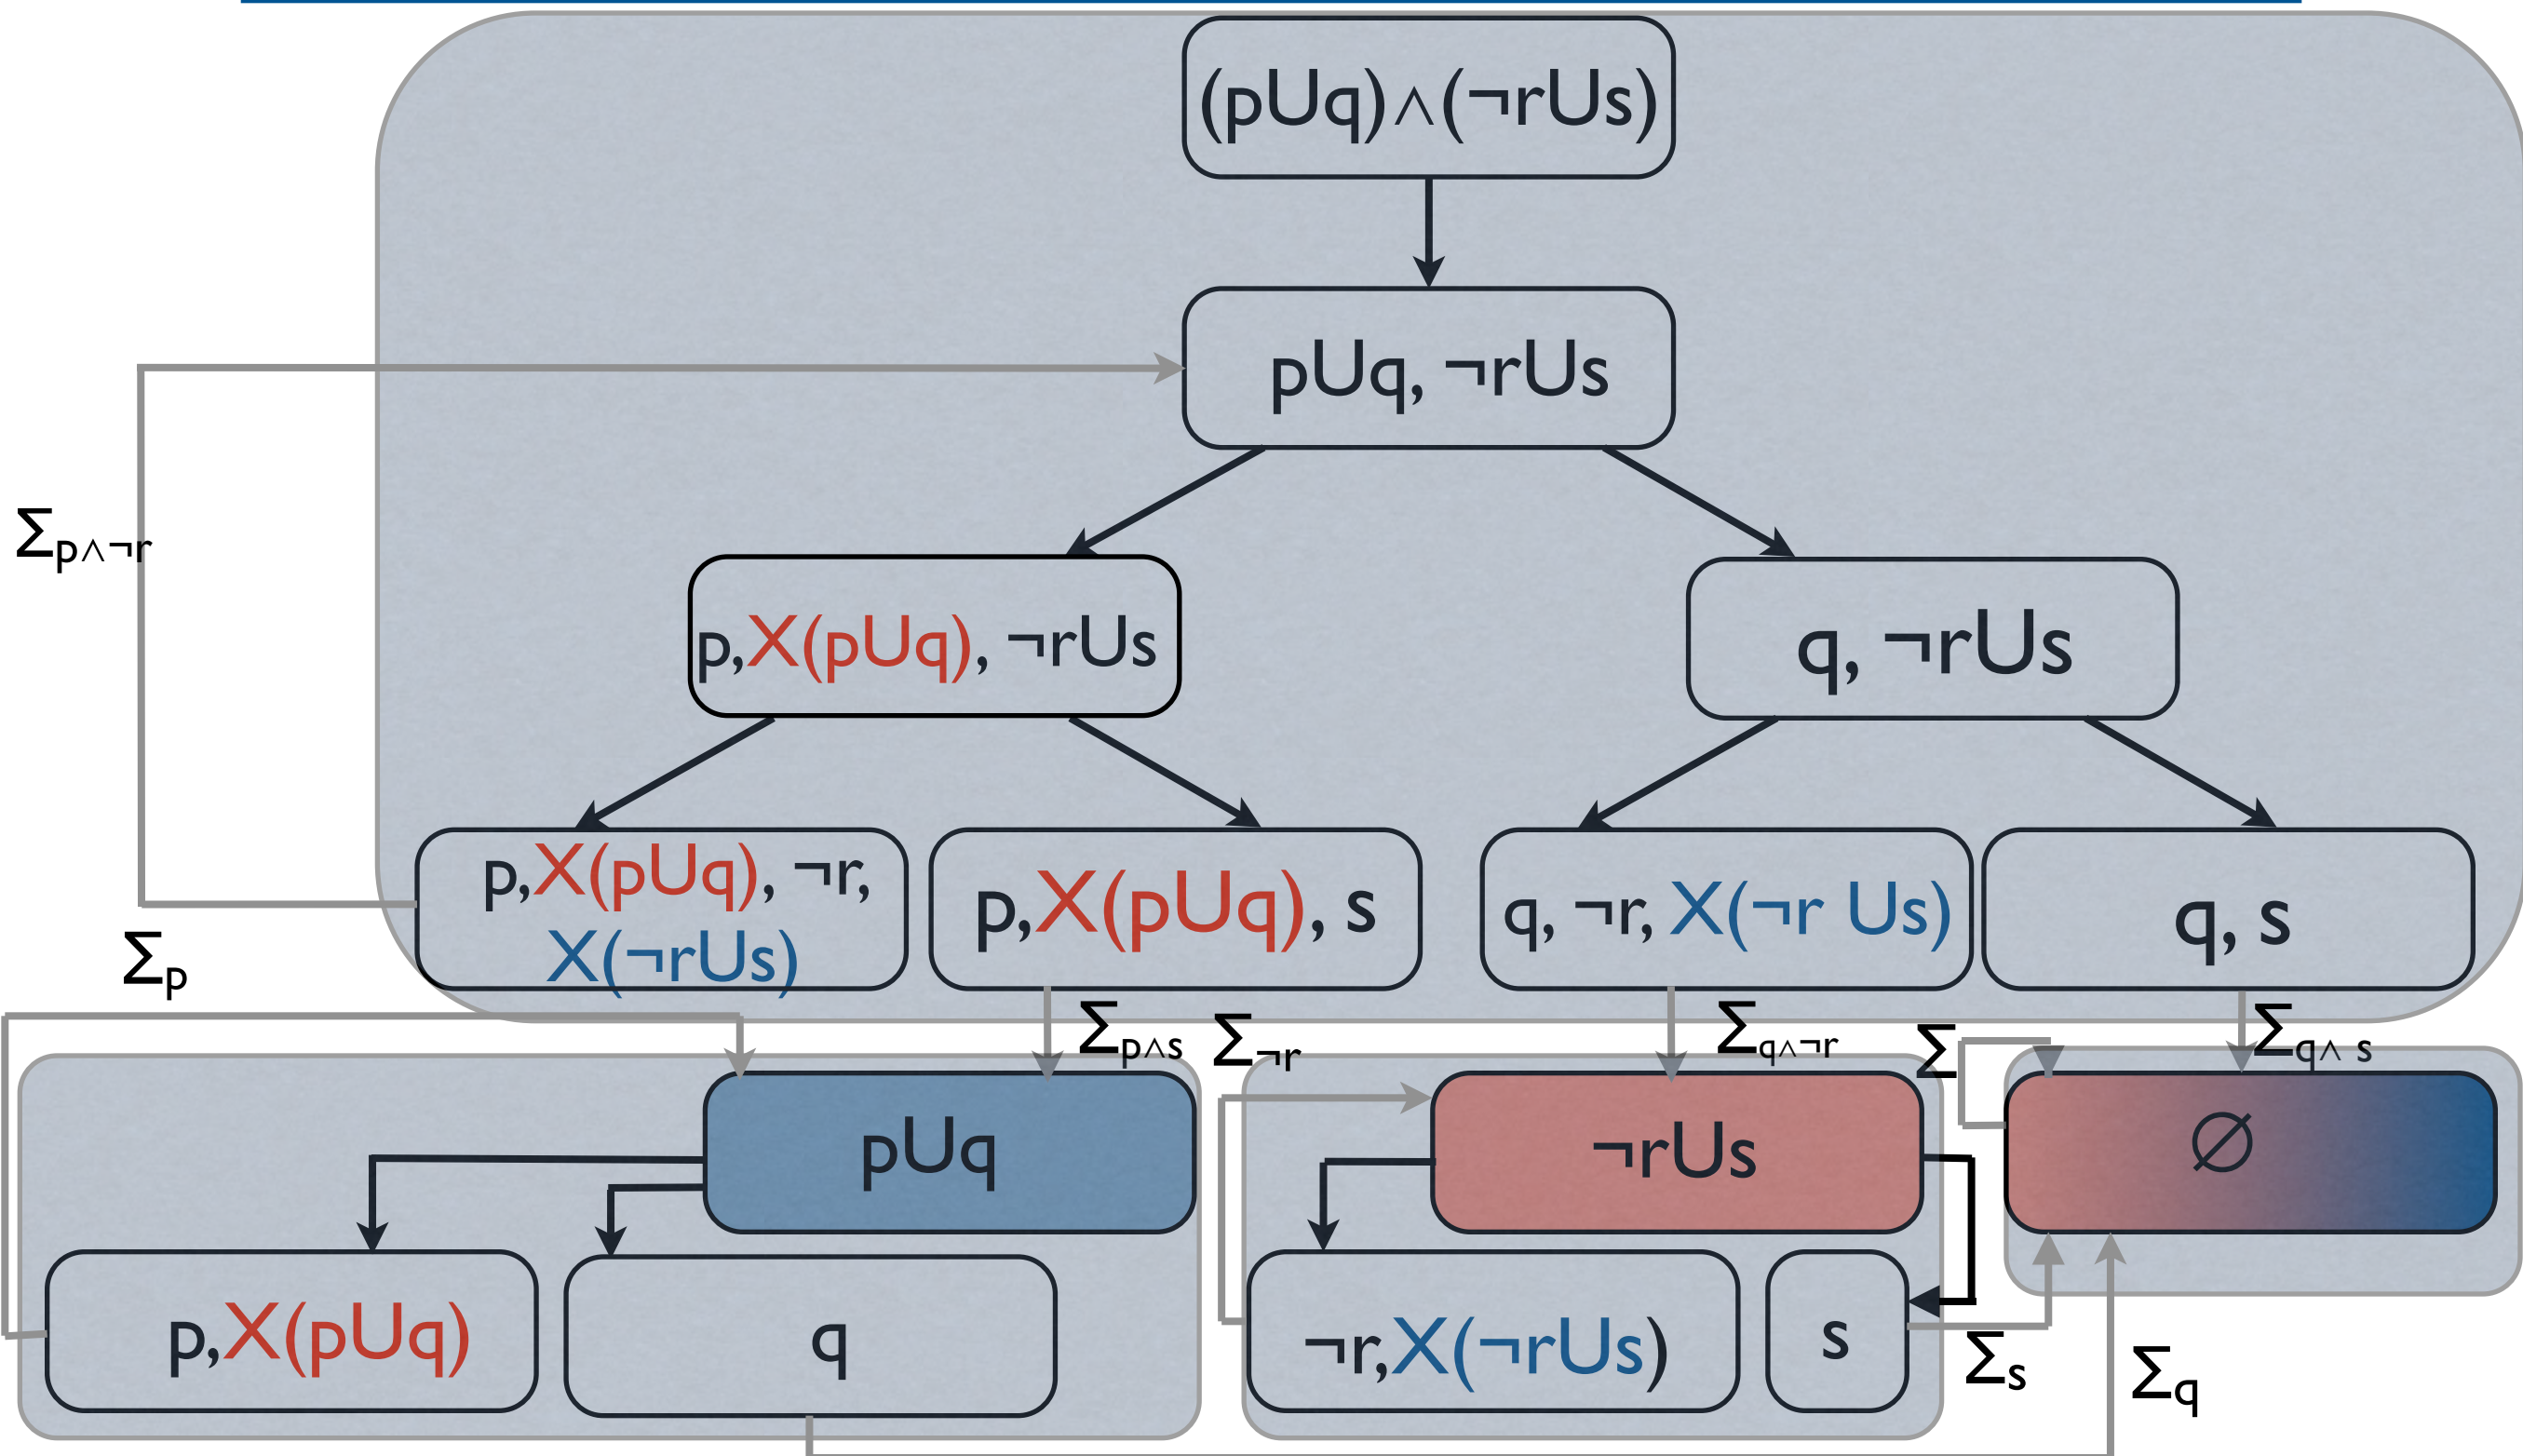 (pUq)∧(¬rUs)
pUq, ¬rUs
Σp∧¬r
p,X(pUq), ¬rUs
q, ¬rUs
p,X(pUq), ¬r,
X(¬rUs)
p,X(pUq), s
q, ¬r, X(¬r Us)
q, s
Σp
Σp∧s
Σ¬r
Σq∧¬r
Σ
Σq∧ s
pUq
¬rUs
∅
p,X(pUq)
q
¬r,X(¬rUs)
s
Σs
Σq